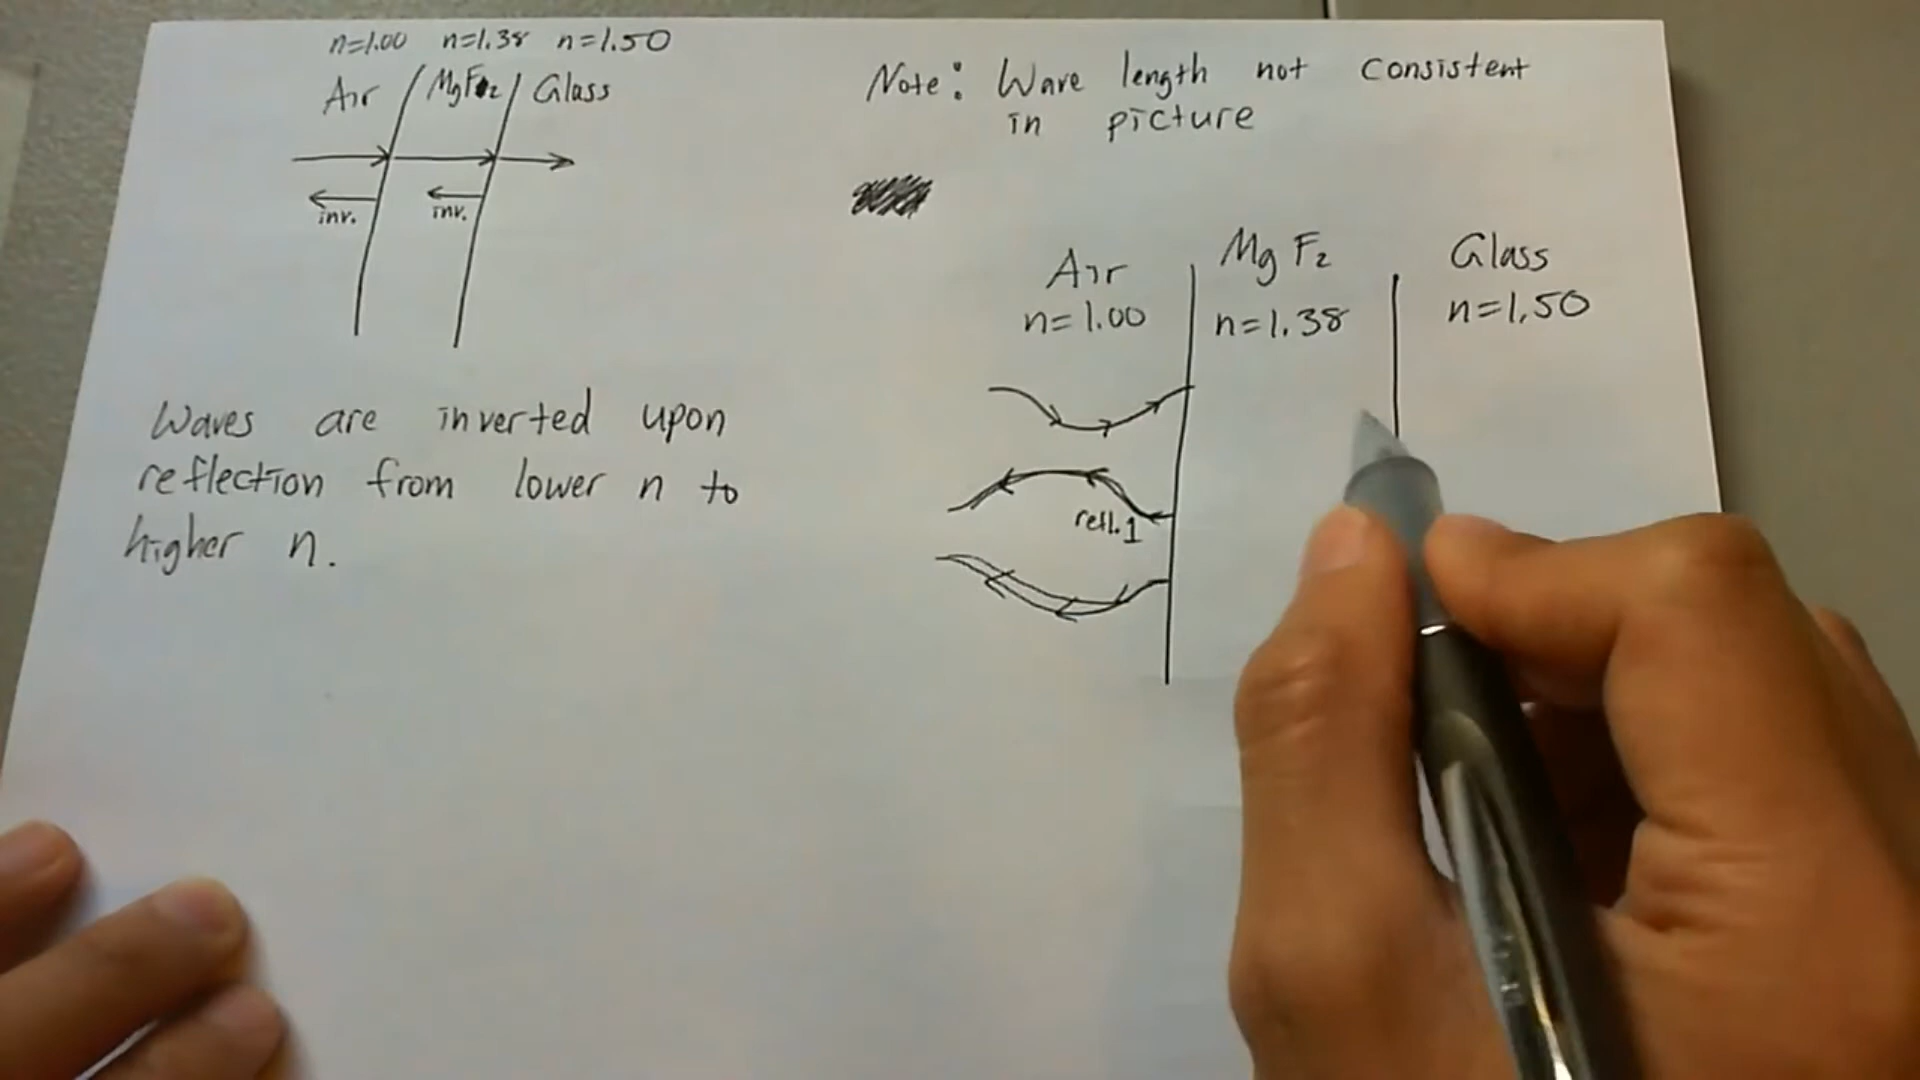 n=1.00 n=1.38 n=1.50
Air MgF2 Glass
inv. inv.
Waves are inverted upon
reflection from lower n to
higher n.
Note: Wave length not consistent
in picture
Air MgF2 Glass
n=1.00 n=1.38 n=1.50
refl.1